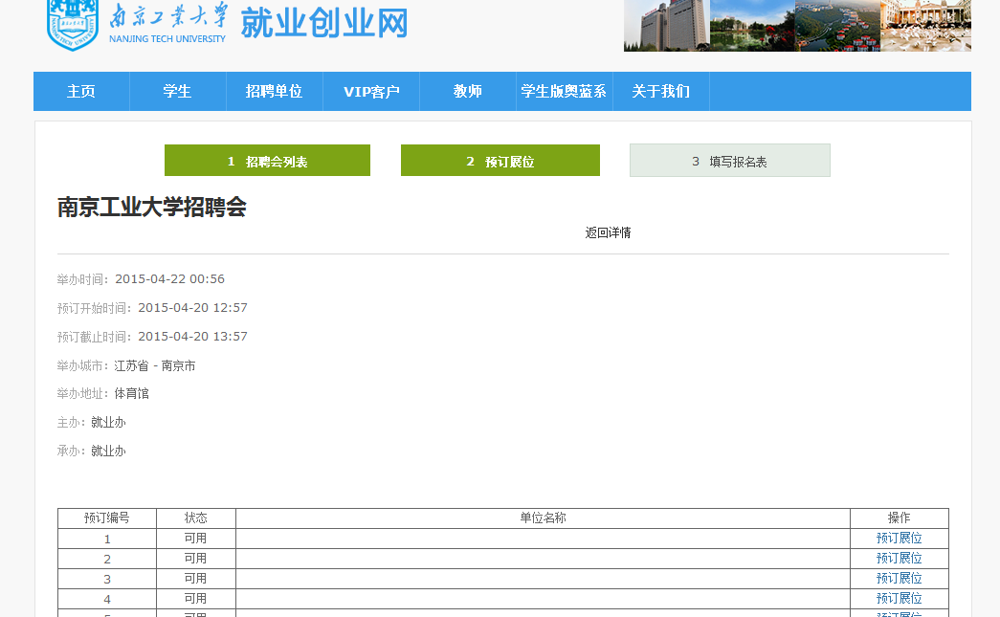 南京工业大学 就业创业网
NANJING TECH UNIVERSITY
主页 学生 招聘单位 VIP客户 教师 学生版奥蓝系 关于我们
1 招聘会列表 2 预订展位 3 填写报名表
南京工业大学招聘会
返回详情
举办时间：2015-04-22 00:56
预订开始时间：2015-04-20 12:57
预订截止时间：2015-04-20 13:57
举办城市：江苏省 - 南京市
举办地址：体育馆
主办：就业办
承办：就业办
预订编号 状态 单位名称 操作
1 可用 预订展位
2 可用 预订展位
3 可用 预订展位
4 可用 预订展位